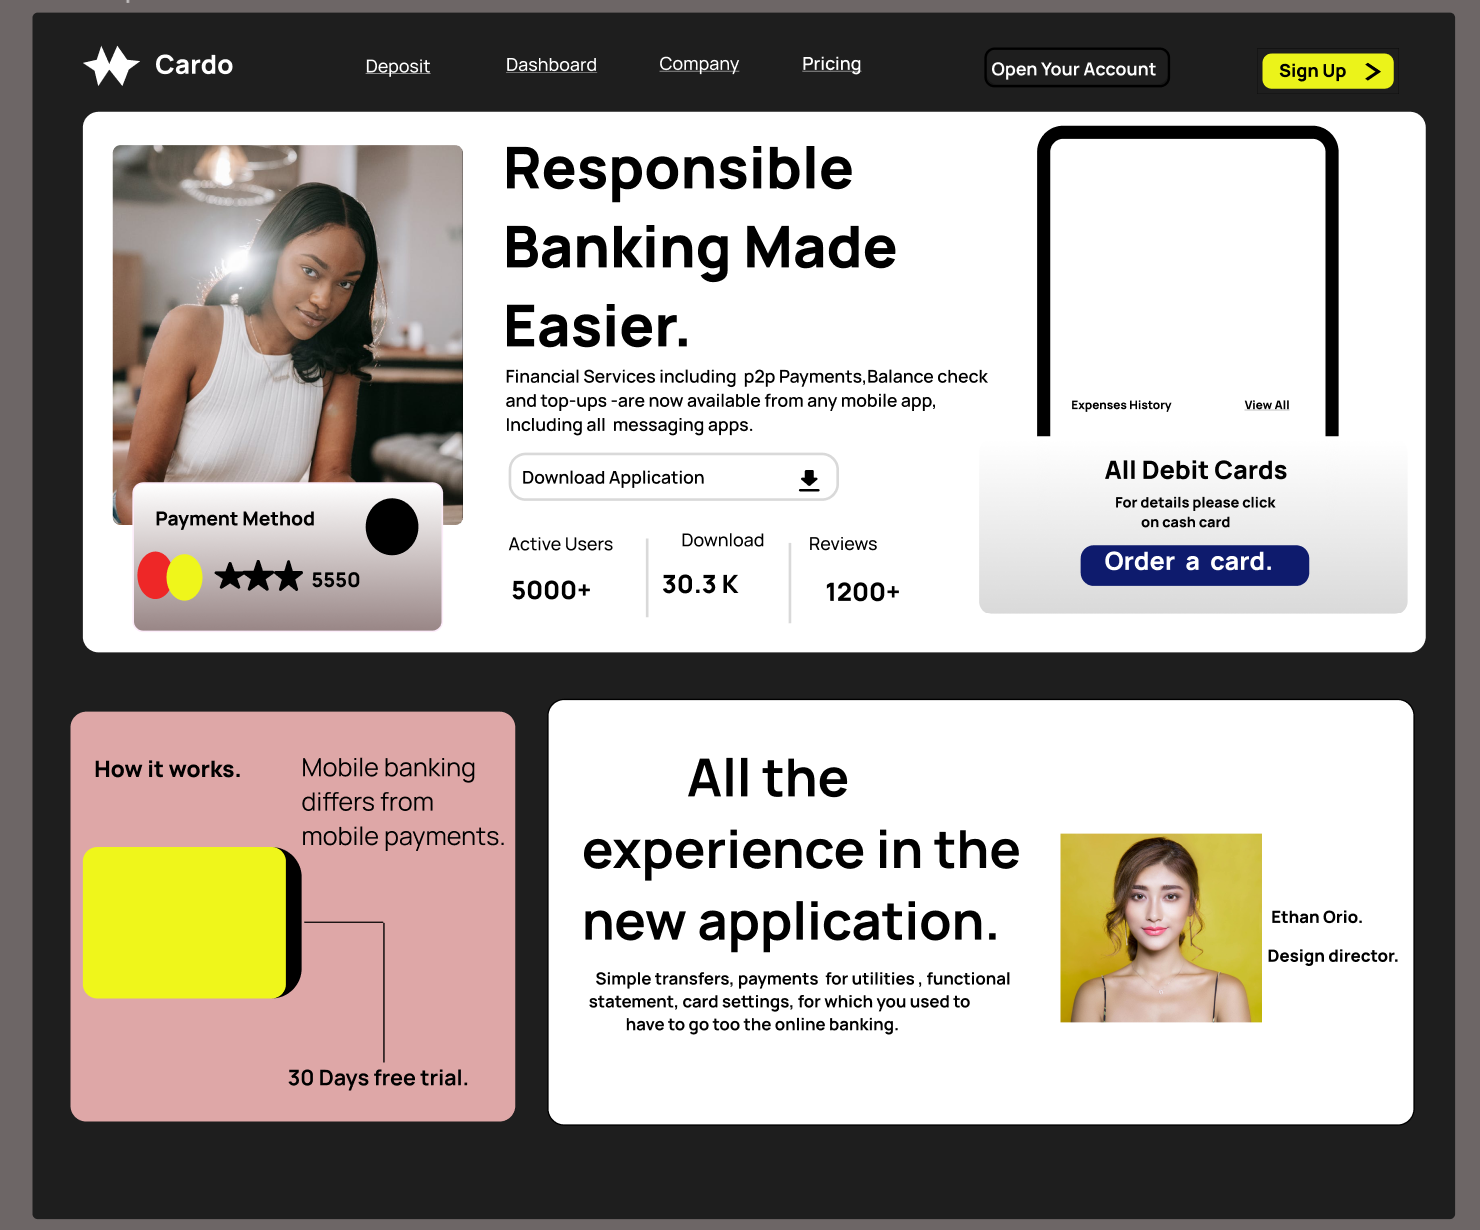 Cardo
Deposit
Dashboard
Company
Pricing
Open Your Account
Sign Up
Responsible
Banking Made
Easier.
Financial Services including p2p Payments,Balance check
and top-ups -are now available from any mobile app,
Including all messaging apps.
Download Application
Active Users
Download
Reviews
5000+
30.3 K
1200+
Payment Method
5550
Expenses History
View All
All Debit Cards
For details please click
on cash card
Order a card.
How it works.
Mobile banking
differs from
mobile payments.
30 Days free trial.
All the
experience in the
new application.
Simple transfers, payments for utilities , functional
statement, card settings, for which you used to
have to go too the online banking.
Ethan Orio.
Design director.